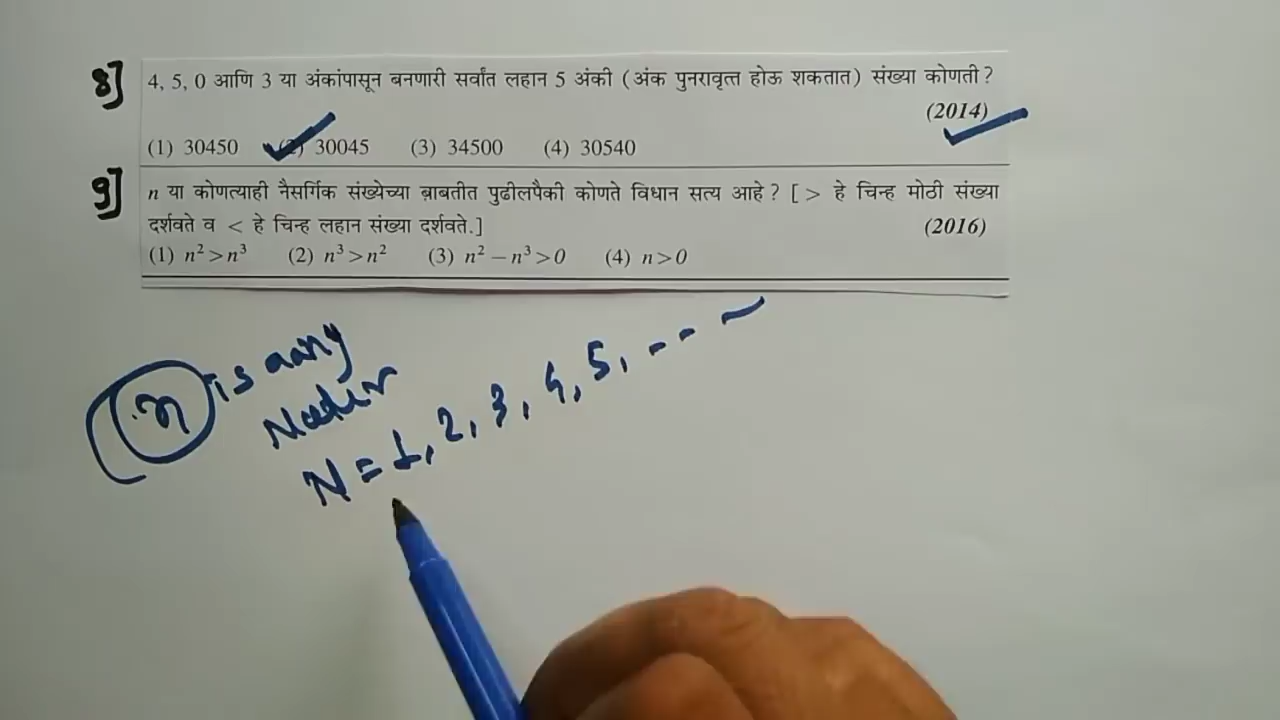 8]
4, 5, 0 आणि 3 या अंकांपासून बनणारी सर्वांत लहान 5 अंकी (अंक पुनरावृत्त होऊ शकतात) संख्या कोणती ?
(2014)
(1) 30450 (2) 30045 (3) 34500 (4) 30540
9]
n या कोणत्याही नैसर्गिक संख्येच्या बाबतीत पुढीलपैकी कोणते विधान सत्य आहे ? [ > हे चिन्ह मोठी संख्या
दर्शवते व < हे चिन्ह लहान संख्या दर्शवते.] (2016)
(1) n²>n³ (2) n³>n² (3) n²−n³>0 (4) n>0
n is aany
N = 1, 2, 3, 4, 5, - - -